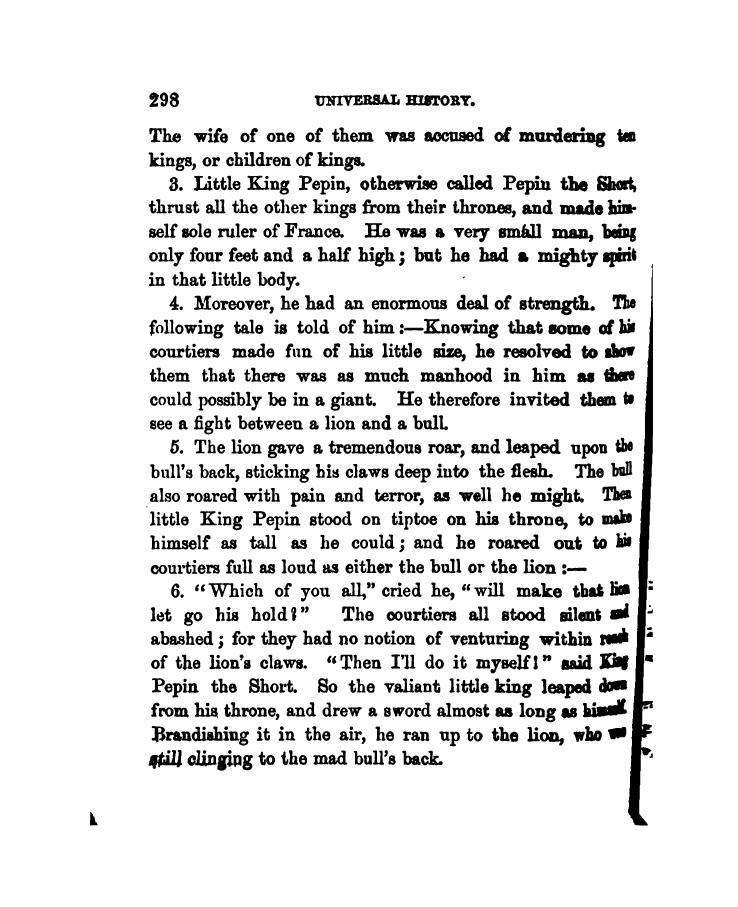 298 UNIVERSAL HISTORY.
The wife of one of them was accused of murdering ten
kings, or children of kings.
3. Little King Pepin, otherwise called Pepin the Short,
thrust all the other kings from their thrones, and made him-
self sole ruler of France. He was a very small man, being
only four feet and a half high; but he had a mighty spirit
in that little body.
4. Moreover, he had an enormous deal of strength. The
following tale is told of him:—Knowing that some of his
courtiers made fun of his little size, he resolved to show
them that there was as much manhood in him as there
could possibly be in a giant. He therefore invited them to
see a fight between a lion and a bull.
5. The lion gave a tremendous roar, and leaped upon the
bull's back, sticking his claws deep into the flesh. The bull
also roared with pain and terror, as well he might. Then
little King Pepin stood on tiptoe on his throne, to make
himself as tall as he could; and he roared out to his
courtiers full as loud as either the bull or the lion:—
6. "Which of you all," cried he, "will make that lion
let go his hold?" The courtiers all stood silent and
abashed; for they had no notion of venturing within reach
of the lion's claws. "Then I'll do it myself!" said King
Pepin the Short. So the valiant little king leaped down
from his throne, and drew a sword almost as long as himself.
Brandishing it in the air, he ran up to the lion, who was
still clinging to the mad bull's back.